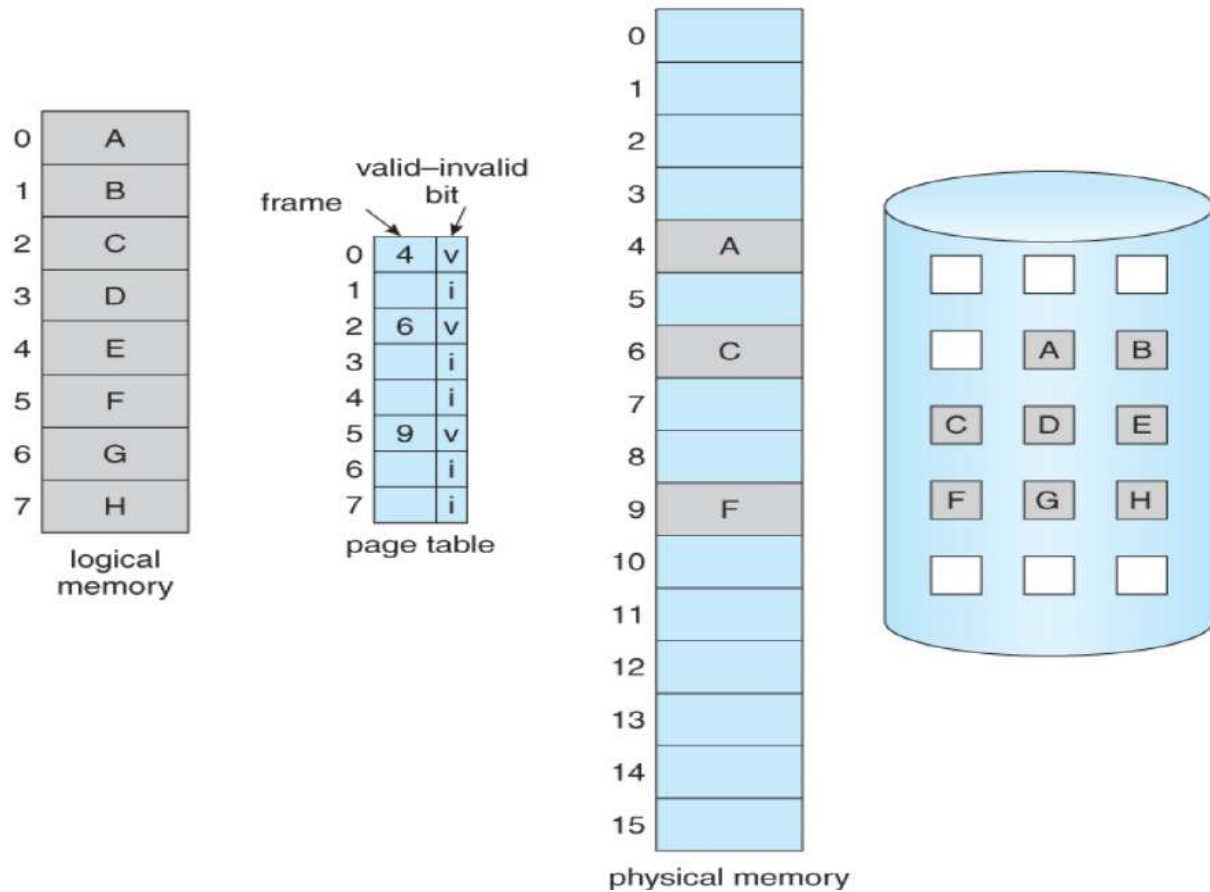 0 A
1 B
2 C
3 D
4 E
5 F
6 G
7 H
logical
memory
valid–invalid
bit
frame
0 4 v
1 i
2 6 v
3 i
4 i
5 9 v
6 i
7 i
page table
0
1
2
3
4 A
5
6 C
7
8
9 F
10
11
12
13
14
15
physical memory
A B
C D E
F G H